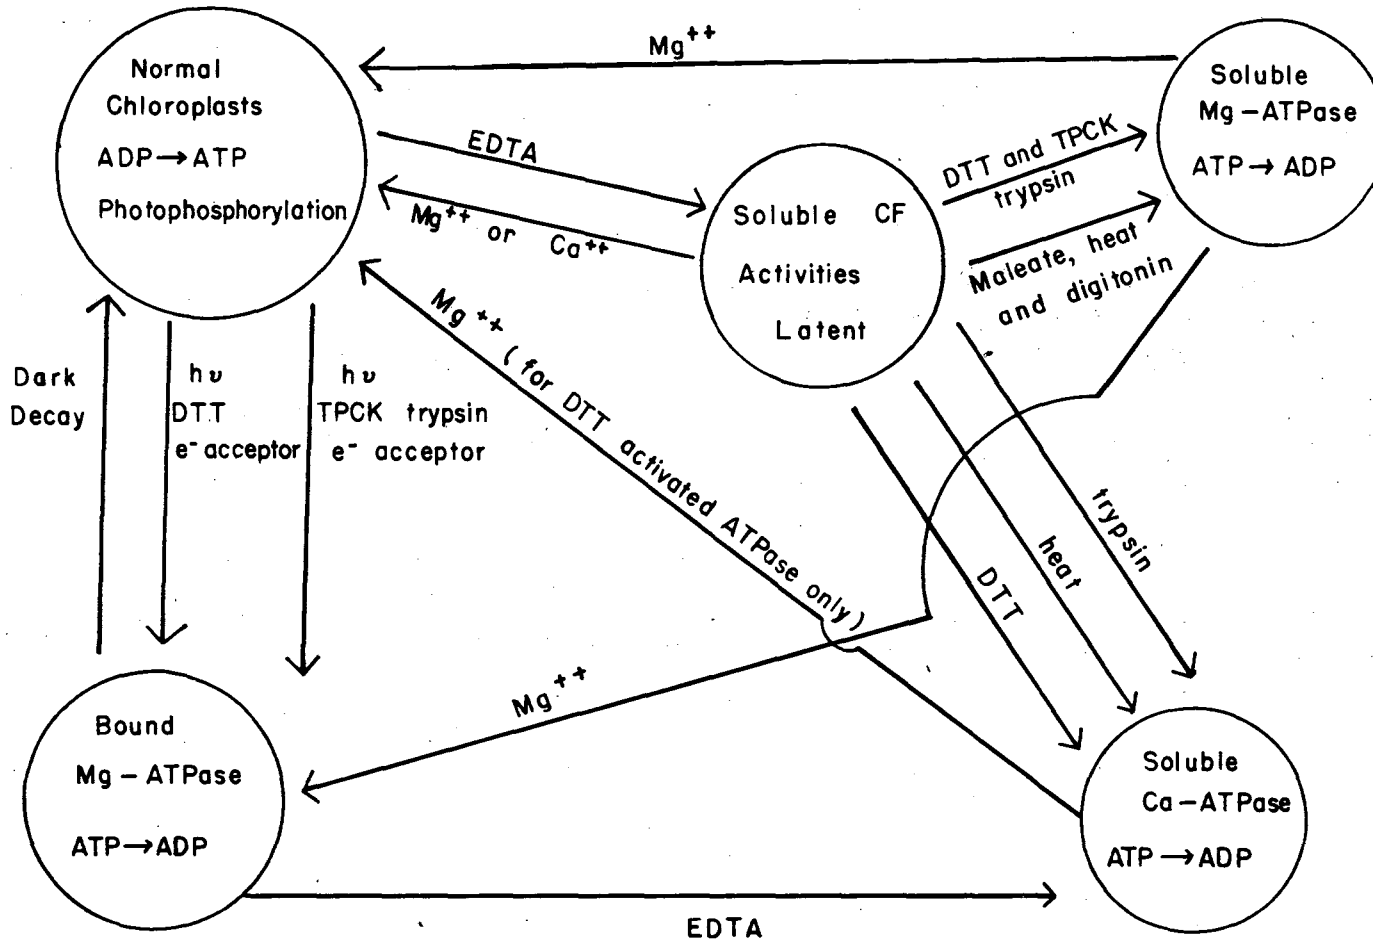 Mg++
Normal
Chloroplasts
ADP→ATP
Photophosphorylation
EDTA
Mg++ or Ca++
Soluble CF
Activities
Latent
DTT and TPCK
trypsin
Maleate, heat
and digitonin
Soluble
Mg-ATPase
ATP→ADP
Mg++ (for DTT activated ATPase only)
Dark
Decay
hυ
DTT
e- acceptor
hυ
TPCK trypsin
e- acceptor
DTT
heat
trypsin
Mg++
Bound
Mg-ATPase
ATP→ADP
Soluble
Ca-ATPase
ATP→ADP
EDTA